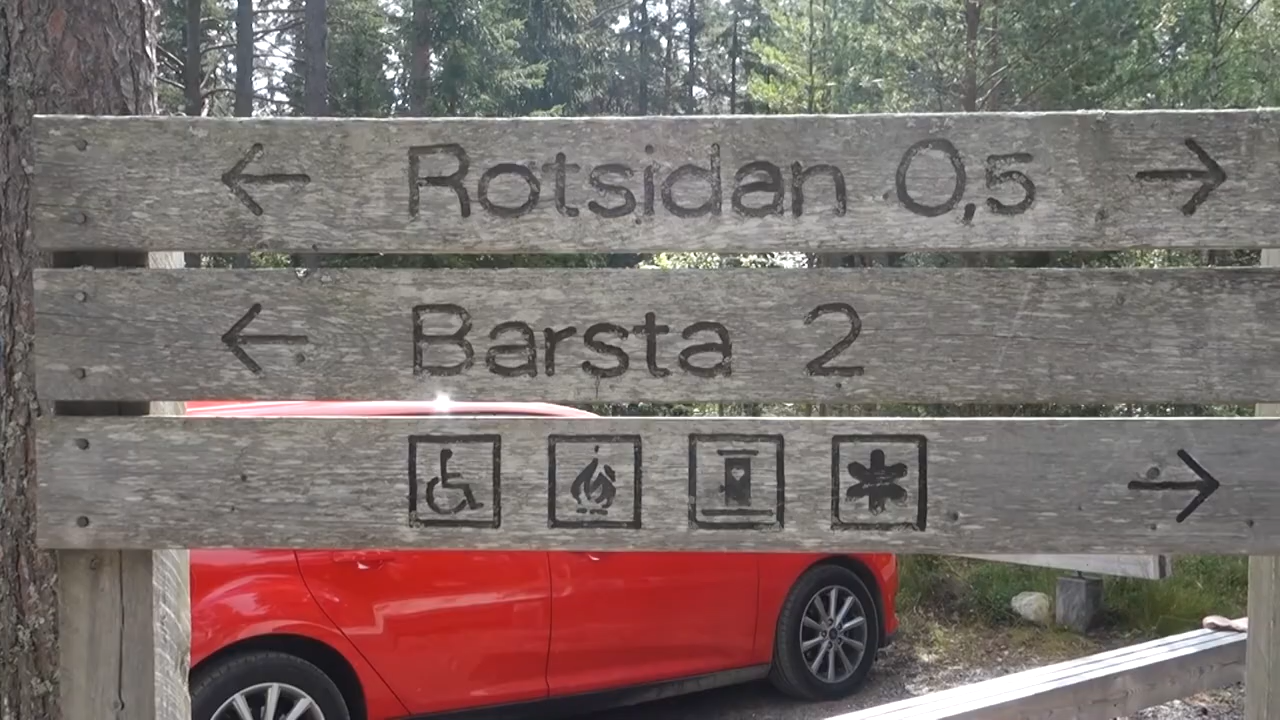 ← Rotsidan 0,5 →
← Barsta 2